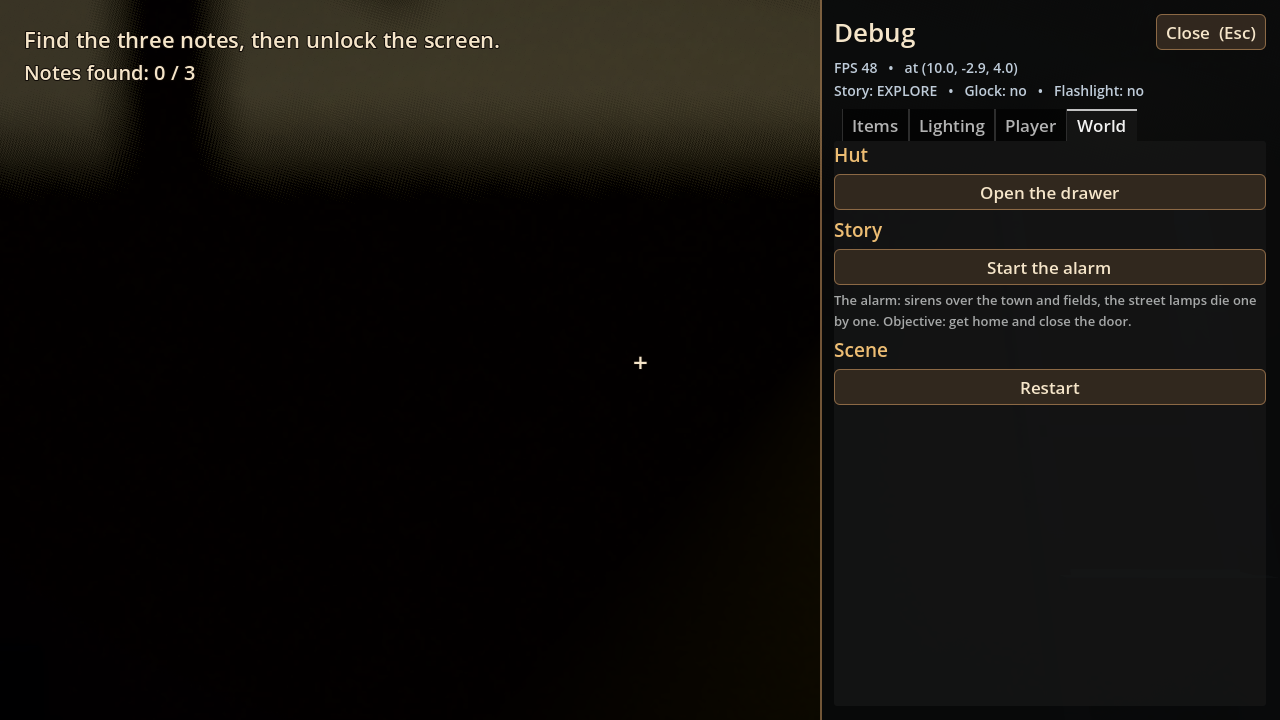 Find the three notes, then unlock the screen.
Notes found: 0 / 3
+
Debug
Close (Esc)
FPS 48 • at (10.0, -2.9, 4.0)
Story: EXPLORE • Glock: no • Flashlight: no
Items Lighting Player World
Hut
Open the drawer
Story
Start the alarm
The alarm: sirens over the town and fields, the street lamps die one
by one. Objective: get home and close the door.
Scene
Restart